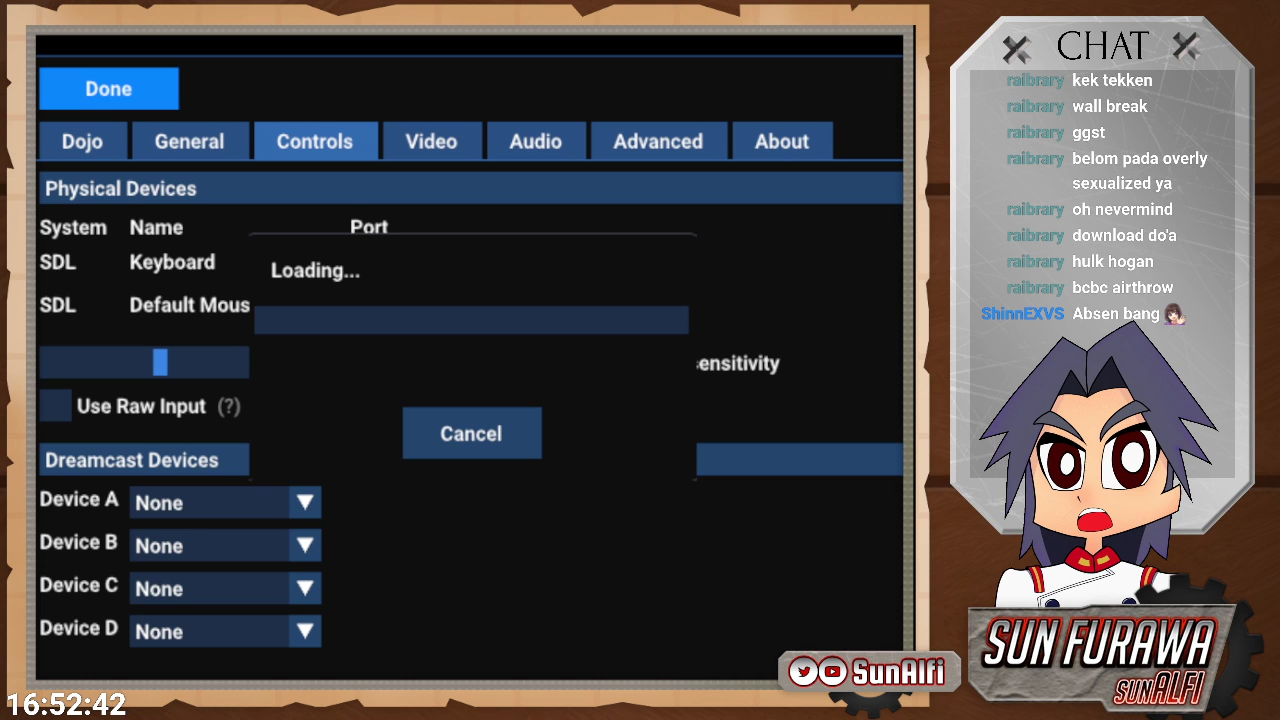 Done
Dojo General Controls Video Audio Advanced About
Physical Devices
System Name Port
SDL Keyboard
Loading...
SDL Default Mous
ensitivity
Use Raw Input (?)
Cancel
Dreamcast Devices
Device A None
Device B None
Device C None
Device D None
16:52:42
CHAT
raibrary kek tekken
raibrary wall break
raibrary ggst
raibrary belom pada overly
sexualized ya
raibrary oh nevermind
raibrary download do'a
raibrary hulk hogan
raibrary bcbc airthrow
ShinnEXVS Absen bang
SunAlfi
SUN FURAWA
SUNALFI